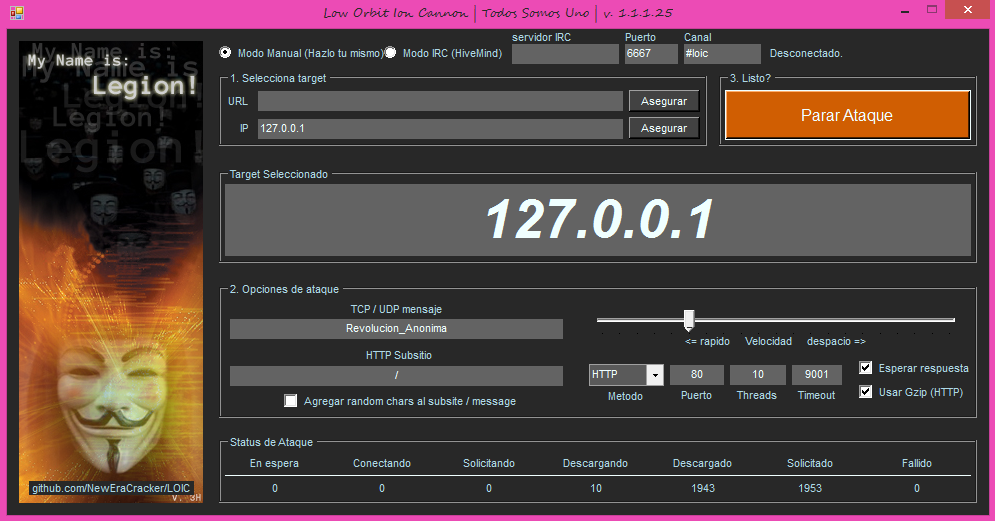 Low Orbit Ion Cannon | Todos Somos Uno | v. 1.1.1.25
My Name is:
Legion!
Modo Manual (Hazlo tu mismo)
Modo IRC (HiveMind)
servidor IRC
Puerto
6667
Canal
#loic
Desconectado.
1. Selecciona target
URL
Asegurar
IP
127.0.0.1
Asegurar
3. Listo?
Parar Ataque
Target Seleccionado
127.0.0.1
2. Opciones de ataque
TCP / UDP mensaje
Revolucion_Anonima
HTTP Subsitio
/
Agregar random chars al subsite / message
<= rapido Velocidad despacio =>
HTTP 80 10 9001
Metodo Puerto Threads Timeout
Esperar respuesta
Usar Gzip (HTTP)
github.com/NewEraCracker/LOIC
Status de Ataque
En espera Conectando Solicitando Descargando Descargado Solicitado Fallido
0 0 0 10 1943 1953 0